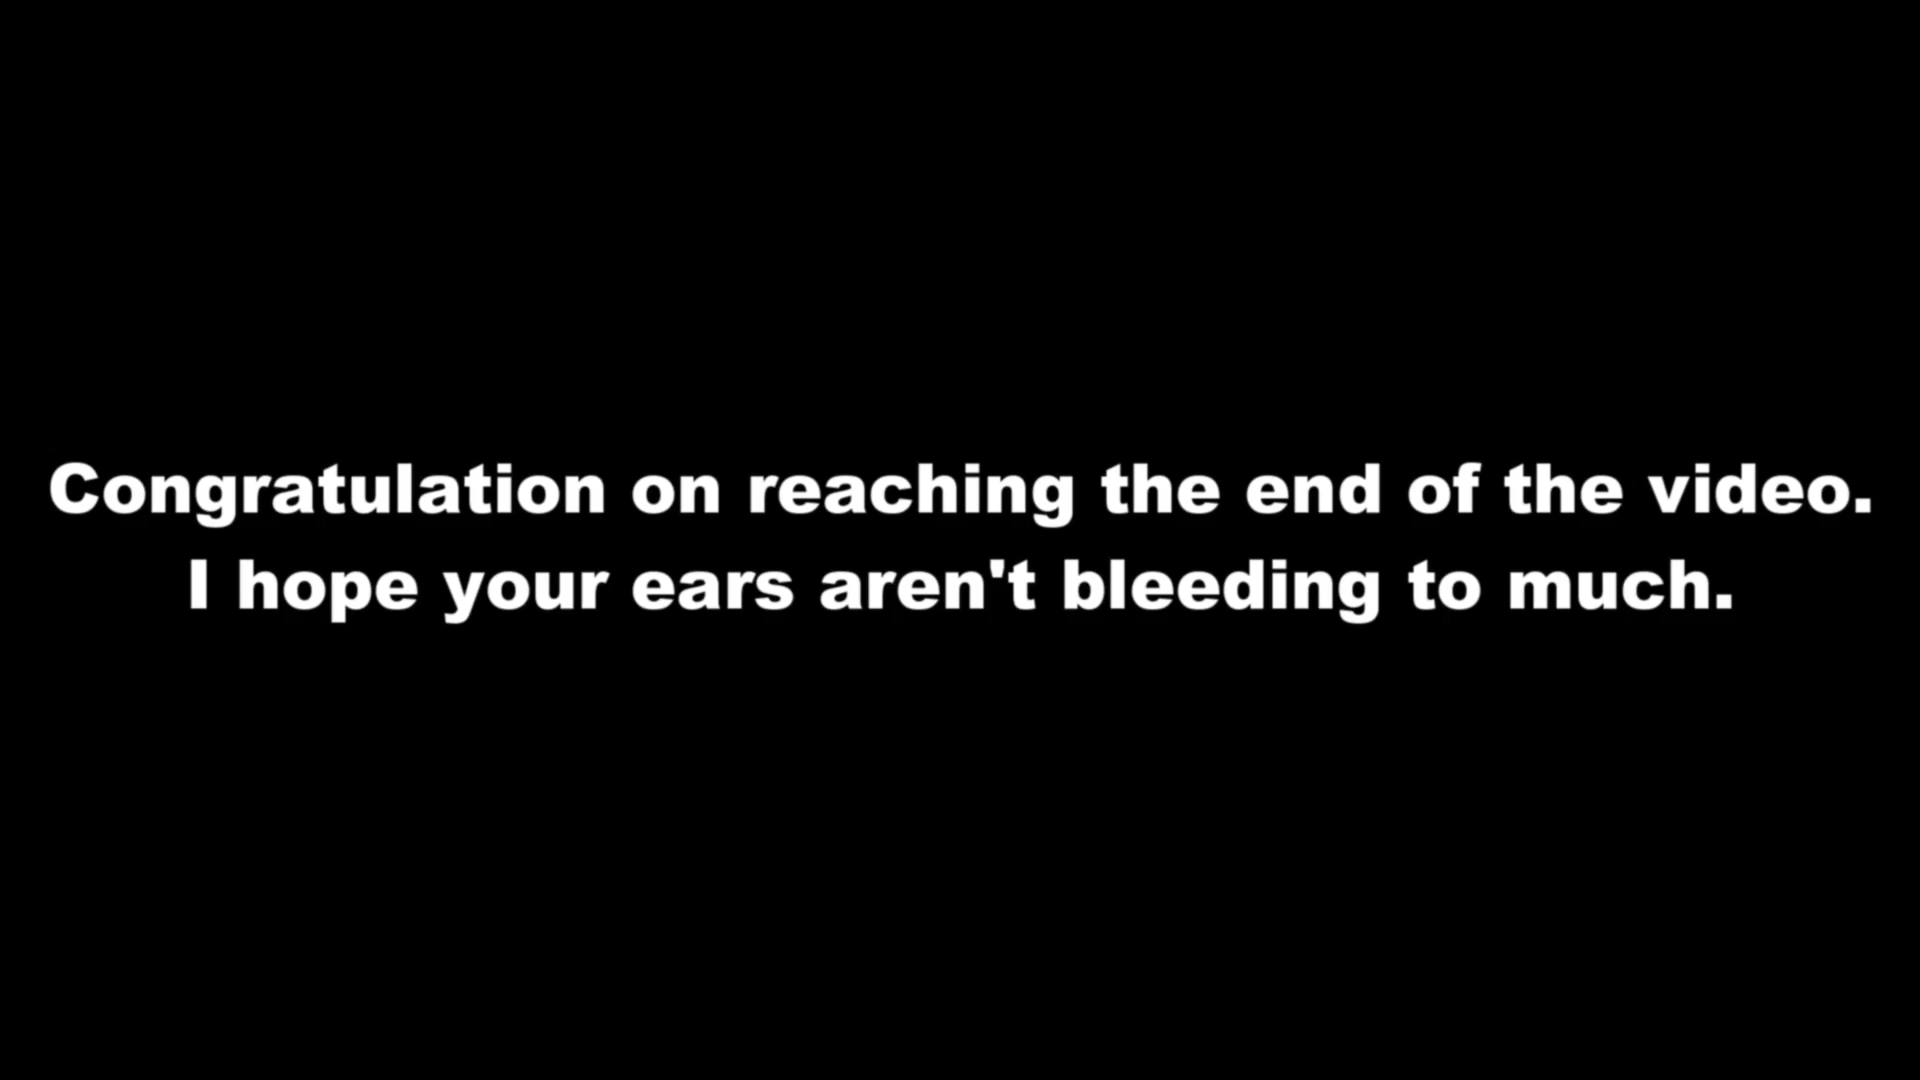 Congratulation on reaching the end of the video.
I hope your ears aren't bleeding to much.